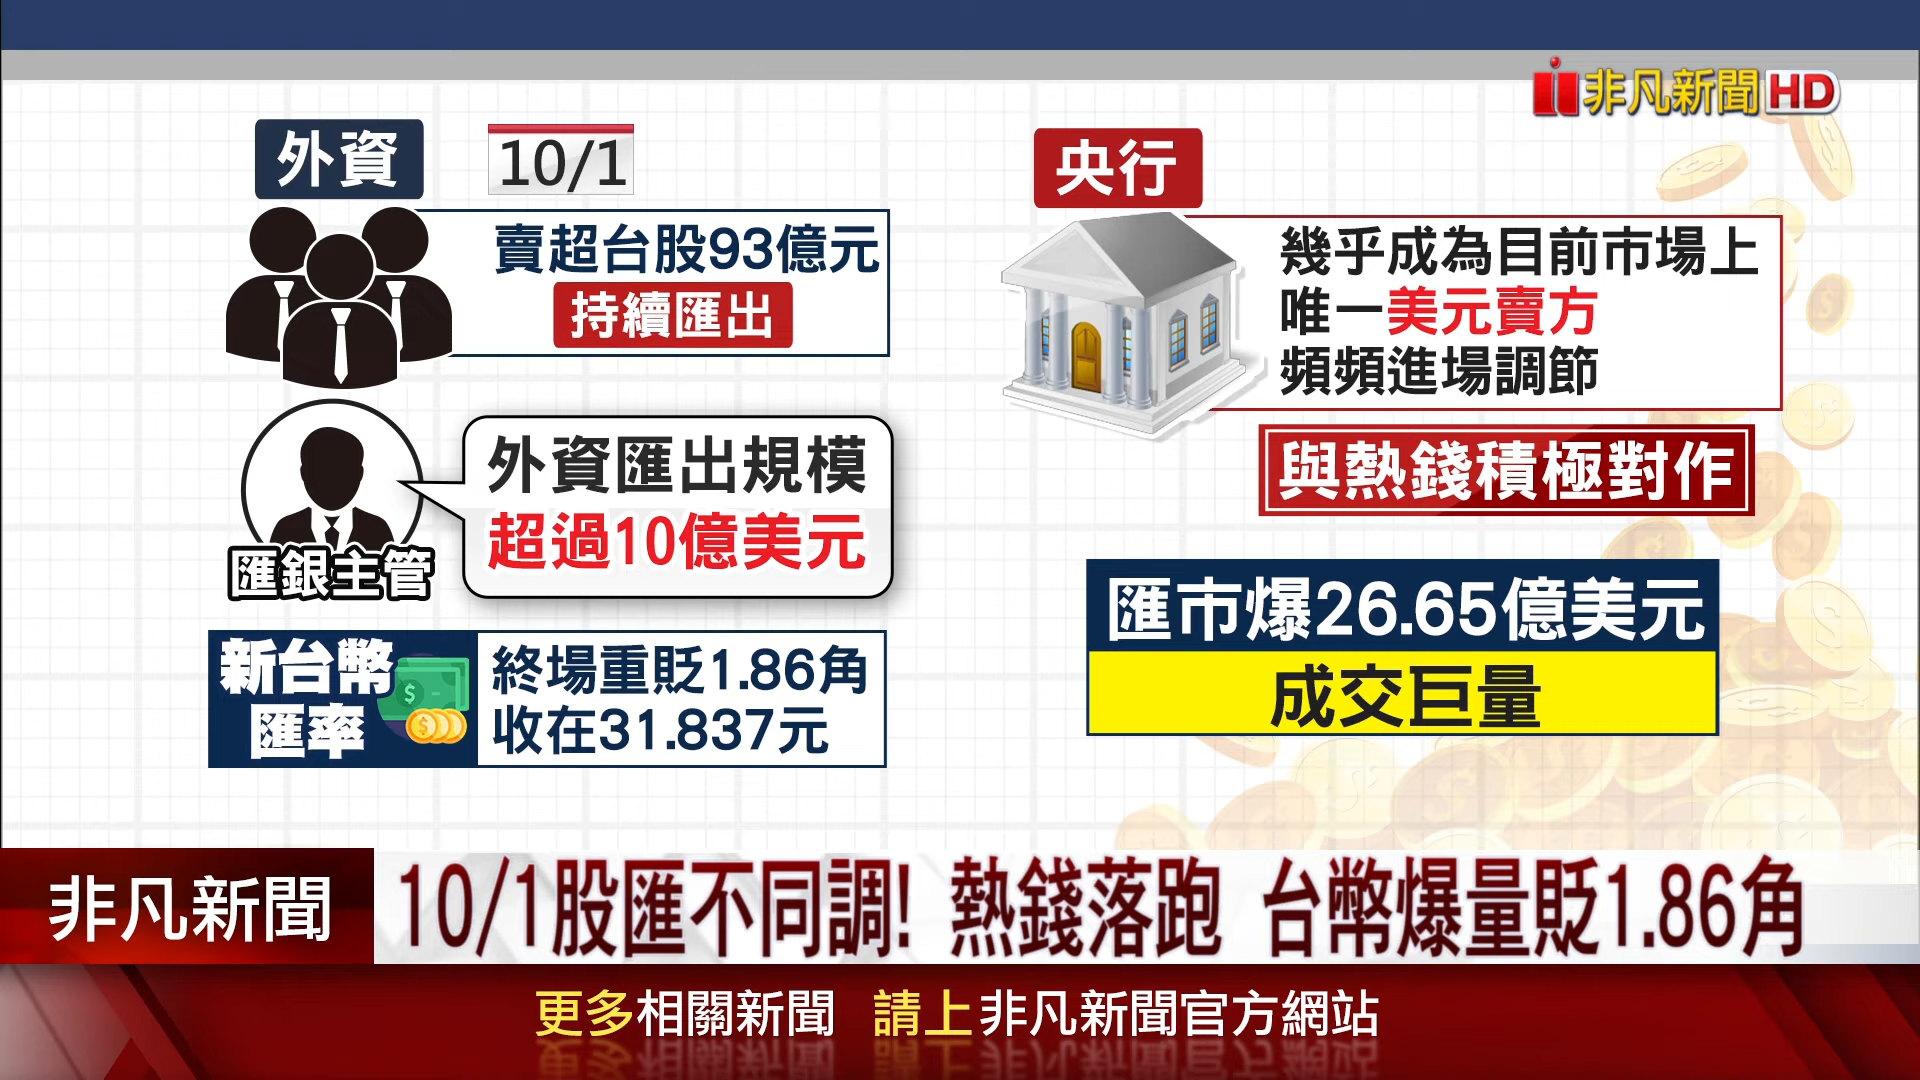 非凡新聞HD
外資
10/1
賣超台股93億元
持續匯出
匯銀主管
外資匯出規模
超過10億美元
新台幣
匯率
終場重貶1.86角
收在31.837元
央行
幾乎成為目前市場上
唯一美元賣方
頻頻進場調節
與熱錢積極對作
匯市爆26.65億美元
成交巨量
非凡新聞
10/1股匯不同調! 熱錢落跑 台幣爆量貶1.86角
更多相關新聞 請上非凡新聞官方網站